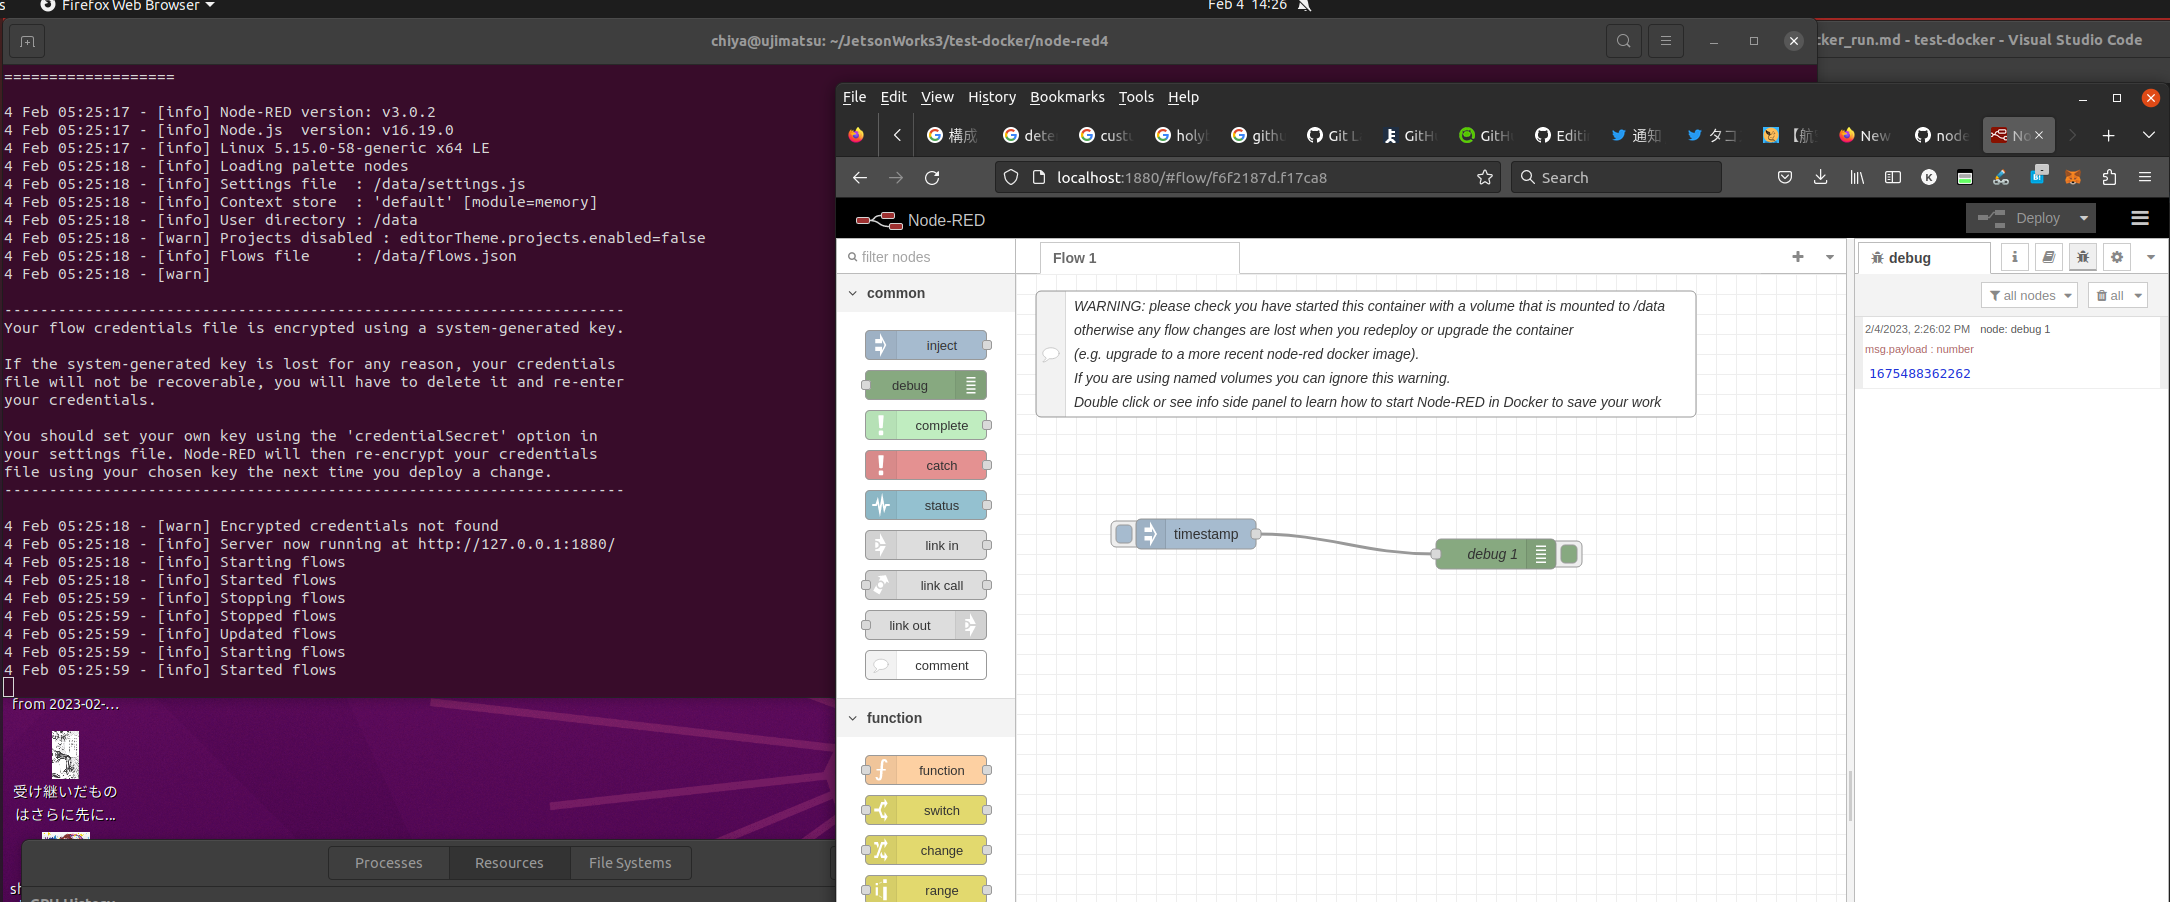 s
Firefox Web Browser
Feb 4 14:26
chiya@ujimatsu: ~/JetsonWorks3/test-docker/node-red4
cker_run.md - test-docker - Visual Studio Code
===================
4 Feb 05:25:17 - [info] Node-RED version: v3.0.2
4 Feb 05:25:17 - [info] Node.js  version: v16.19.0
4 Feb 05:25:17 - [info] Linux 5.15.0-58-generic x64 LE
4 Feb 05:25:18 - [info] Loading palette nodes
4 Feb 05:25:18 - [info] Settings file  : /data/settings.js
4 Feb 05:25:18 - [info] Context store  : 'default' [module=memory]
4 Feb 05:25:18 - [info] User directory : /data
4 Feb 05:25:18 - [warn] Projects disabled : editorTheme.projects.enabled=false
4 Feb 05:25:18 - [info] Flows file     : /data/flows.json
4 Feb 05:25:18 - [warn]
---------------------------------------------------------------------
Your flow credentials file is encrypted using a system-generated key.
If the system-generated key is lost for any reason, your credentials
file will not be recoverable, you will have to delete it and re-enter
your credentials.
You should set your own key using the 'credentialSecret' option in
your settings file. Node-RED will then re-encrypt your credentials
file using your chosen key the next time you deploy a change.
---------------------------------------------------------------------
4 Feb 05:25:18 - [warn] Encrypted credentials not found
4 Feb 05:25:18 - [info] Server now running at http://127.0.0.1:1880/
4 Feb 05:25:18 - [info] Starting flows
4 Feb 05:25:18 - [info] Started flows
4 Feb 05:25:59 - [info] Stopping flows
4 Feb 05:25:59 - [info] Stopped flows
4 Feb 05:25:59 - [info] Updated flows
4 Feb 05:25:59 - [info] Starting flows
4 Feb 05:25:59 - [info] Started flows
from 2023-02-...
受け継いだもの
はさらに先に...
sh
Processes Resources File Systems
CPU History
File Edit View History Bookmarks Tools Help
構成 dete custo holyb githu Git L GitHu GitHu Editi 通知 タコ 【航 New node No
localhost:1880/#flow/f6f2187d.f17ca8
Search
Node-RED
Deploy
filter nodes
common
inject
debug
complete
catch
status
link in
link call
link out
comment
function
function
switch
change
range
Flow 1
WARNING: please check you have started this container with a volume that is mounted to /data
otherwise any flow changes are lost when you redeploy or upgrade the container
(e.g. upgrade to a more recent node-red docker image).
If you are using named volumes you can ignore this warning.
Double click or see info side panel to learn how to start Node-RED in Docker to save your work
timestamp
debug 1
debug
all nodes
all
2/4/2023, 2:26:02 PM node: debug 1
msg.payload : number
1675488362262